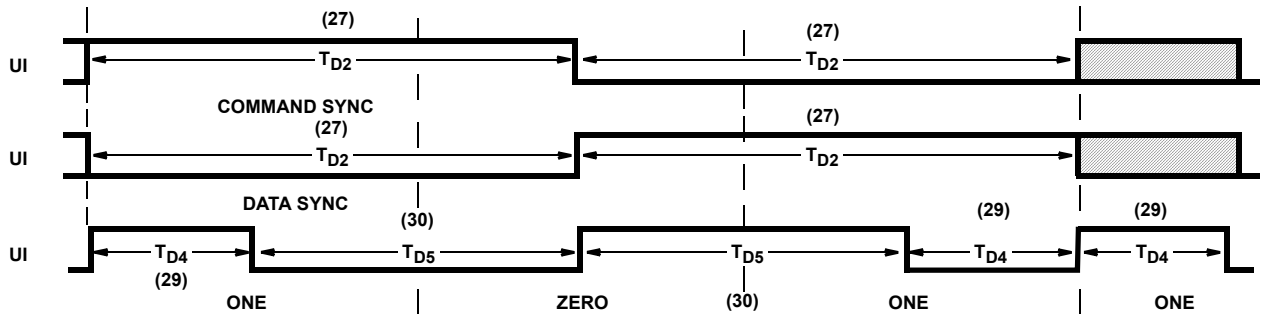 (27) (27)
UI TD2 TD2
COMMAND SYNC
(27) (27)
UI TD2 TD2
DATA SYNC
(30) (29) (29)
UI TD4 TD5 TD5 TD4 TD4
(29)
ONE ZERO (30) ONE ONE